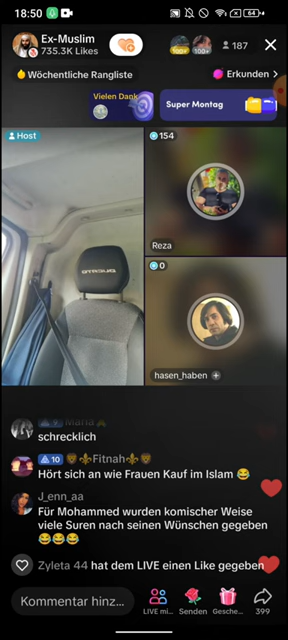 18:50
64
Ex-Muslim
735.3K Likes
100+
100+
187
Wöchentliche Rangliste
Erkunden >
Vielen Dank
Super Montag
Host
154
Reza
0
hasen_haben +
Maria
schrecklich
10 Fitnah
Hört sich an wie Frauen Kauf im Islam 😂
J_enn_aa
Für Mohammed wurden komischer Weise
viele Suren nach seinen Wünschen gegeben
😂😂😂
Zyleta 44 hat dem LIVE einen Like gegeben
Kommentar hinz...
LIVE mi...
Senden
Gesche...
399